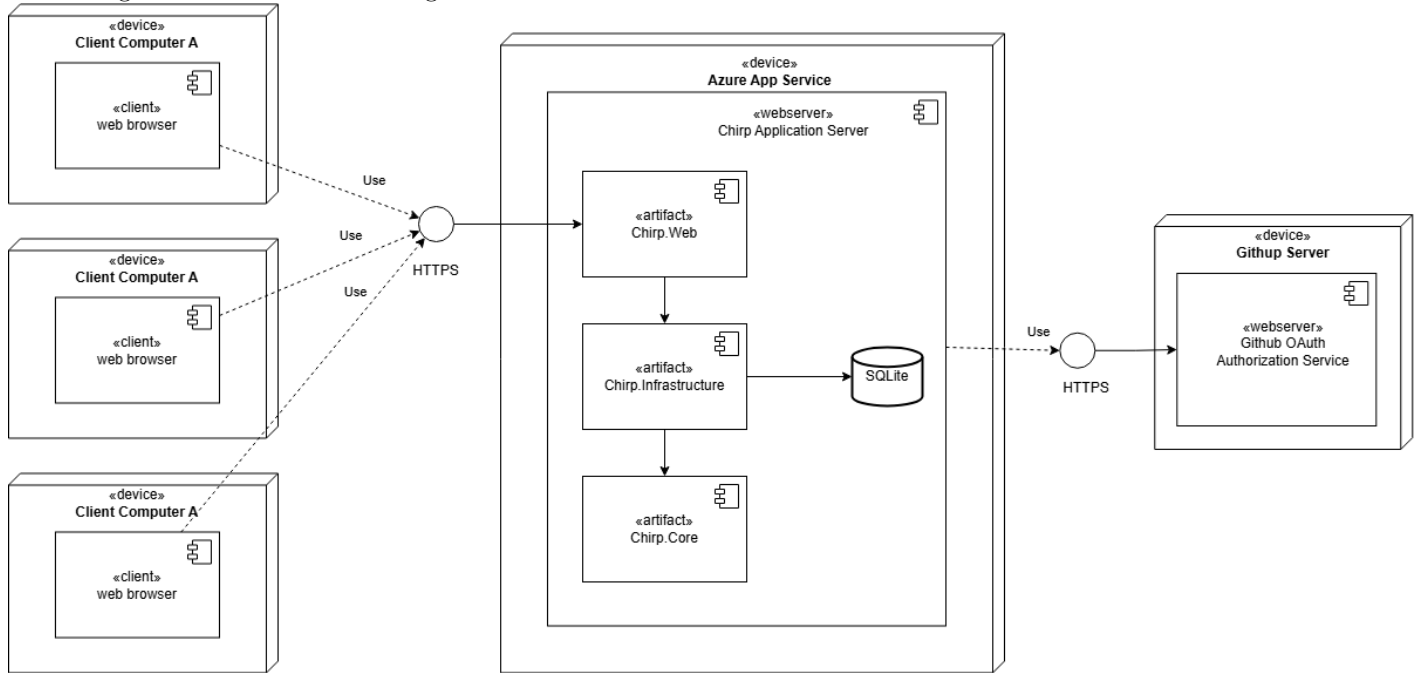 «device»
Client Computer A
«client»
web browser
«device»
Client Computer A
«client»
web browser
«device»
Client Computer A
«client»
web browser
Use
Use
Use
HTTPS
«device»
Azure App Service
«webserver»
Chirp Application Server
«artifact»
Chirp.Web
«artifact»
Chirp.Infrastructure
SQLite
«artifact»
Chirp.Core
Use
HTTPS
«device»
Githup Server
«webserver»
Github OAuth
Authorization Service